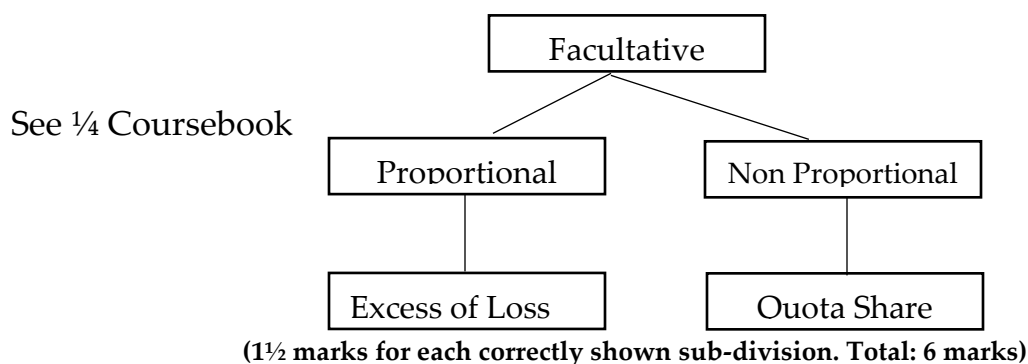 Facultative
See ¼ Coursebook
Proportional
Non Proportional
Excess of Loss
Quota Share
(1½ marks for each correctly shown sub-division. Total: 6 marks)